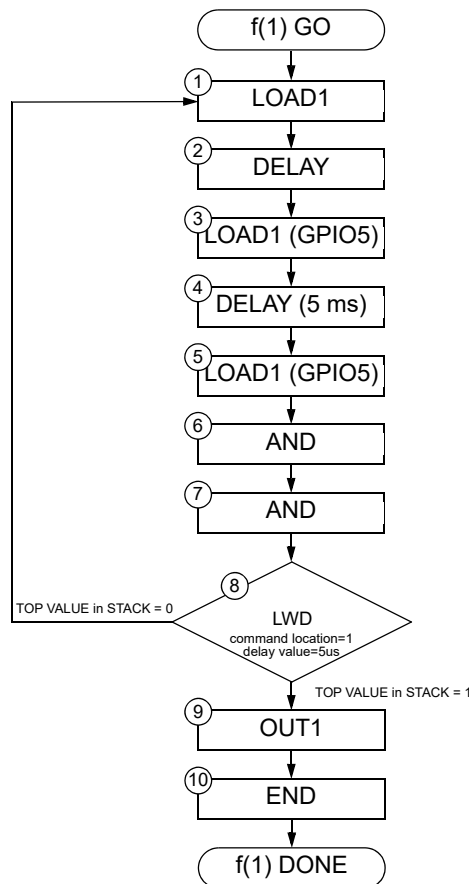 f(1) GO
1
LOAD1
2
DELAY
3
LOAD1 (GPIO5)
4
DELAY (5 ms)
5
LOAD1 (GPIO5)
6
AND
7
AND
8
TOP VALUE in STACK = 0
LWD
command location=1
delay value=5us
TOP VALUE in STACK = 1
9
OUT1
10
END
f(1) DONE